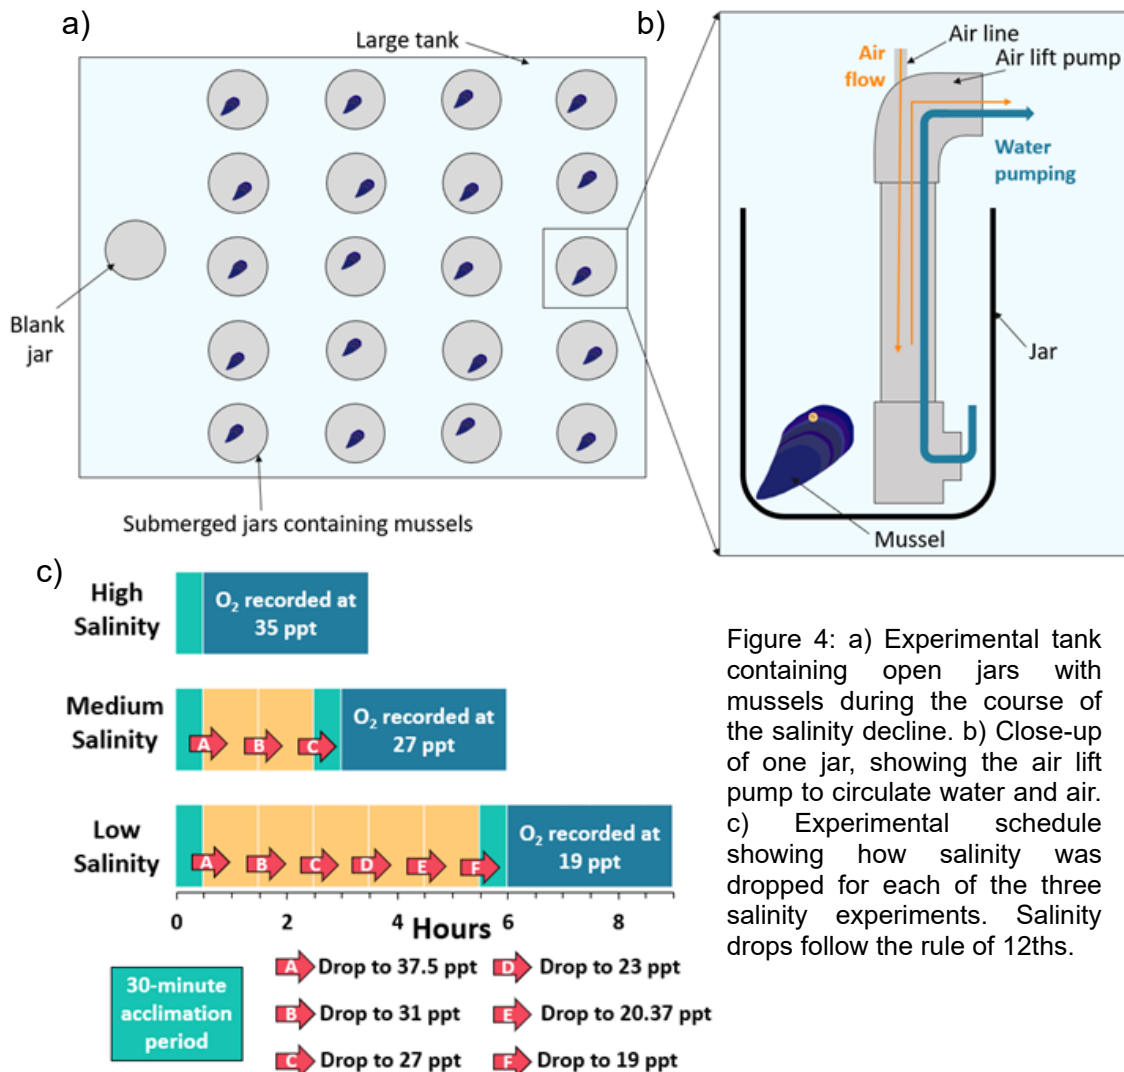 a)
Large tank
Blank
jar
Submerged jars containing mussels
b)
Air line
Air lift pump
Air
flow
Water
pumping
Jar
Mussel
c)
High
Salinity
O₂ recorded at
35 ppt
Medium
Salinity
A B C
O₂ recorded at
27 ppt
Low
Salinity
A B C D E F
O₂ recorded at
19 ppt
0 2 4 6 8
Hours
30-minute
acclimation
period
A Drop to 37.5 ppt
B Drop to 31 ppt
C Drop to 27 ppt
D Drop to 23 ppt
E Drop to 20.37 ppt
F Drop to 19 ppt
Figure 4: a) Experimental tank
containing open jars with
mussels during the course of
the salinity decline. b) Close-up
of one jar, showing the air lift
pump to circulate water and air.
c) Experimental schedule
showing how salinity was
dropped for each of the three
salinity experiments. Salinity
drops follow the rule of 12ths.